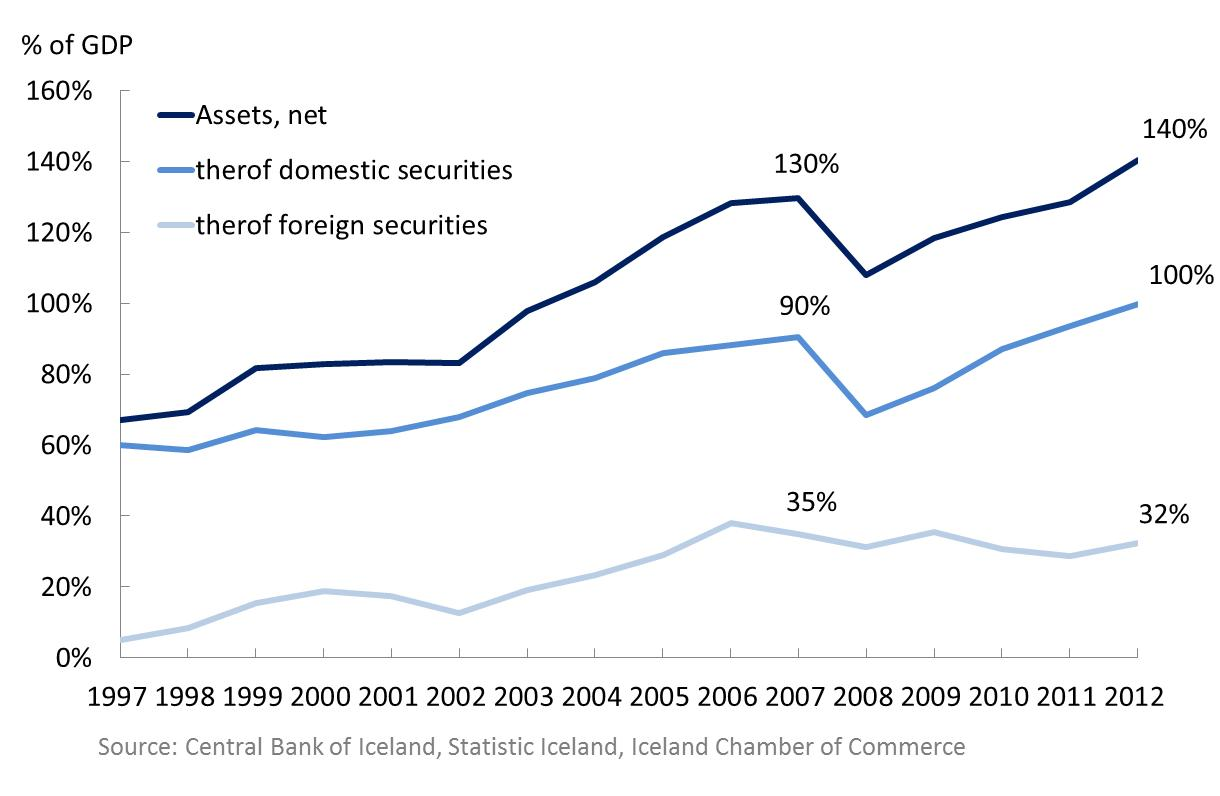 % of GDP
160%
140%
120%
100%
80%
60%
40%
20%
0%
Assets, net
therof domestic securities
therof foreign securities
130%
140%
90%
100%
35%
32%
1997 1998 1999 2000 2001 2002 2003 2004 2005 2006 2007 2008 2009 2010 2011 2012
Source: Central Bank of Iceland, Statistic Iceland, Iceland Chamber of Commerce